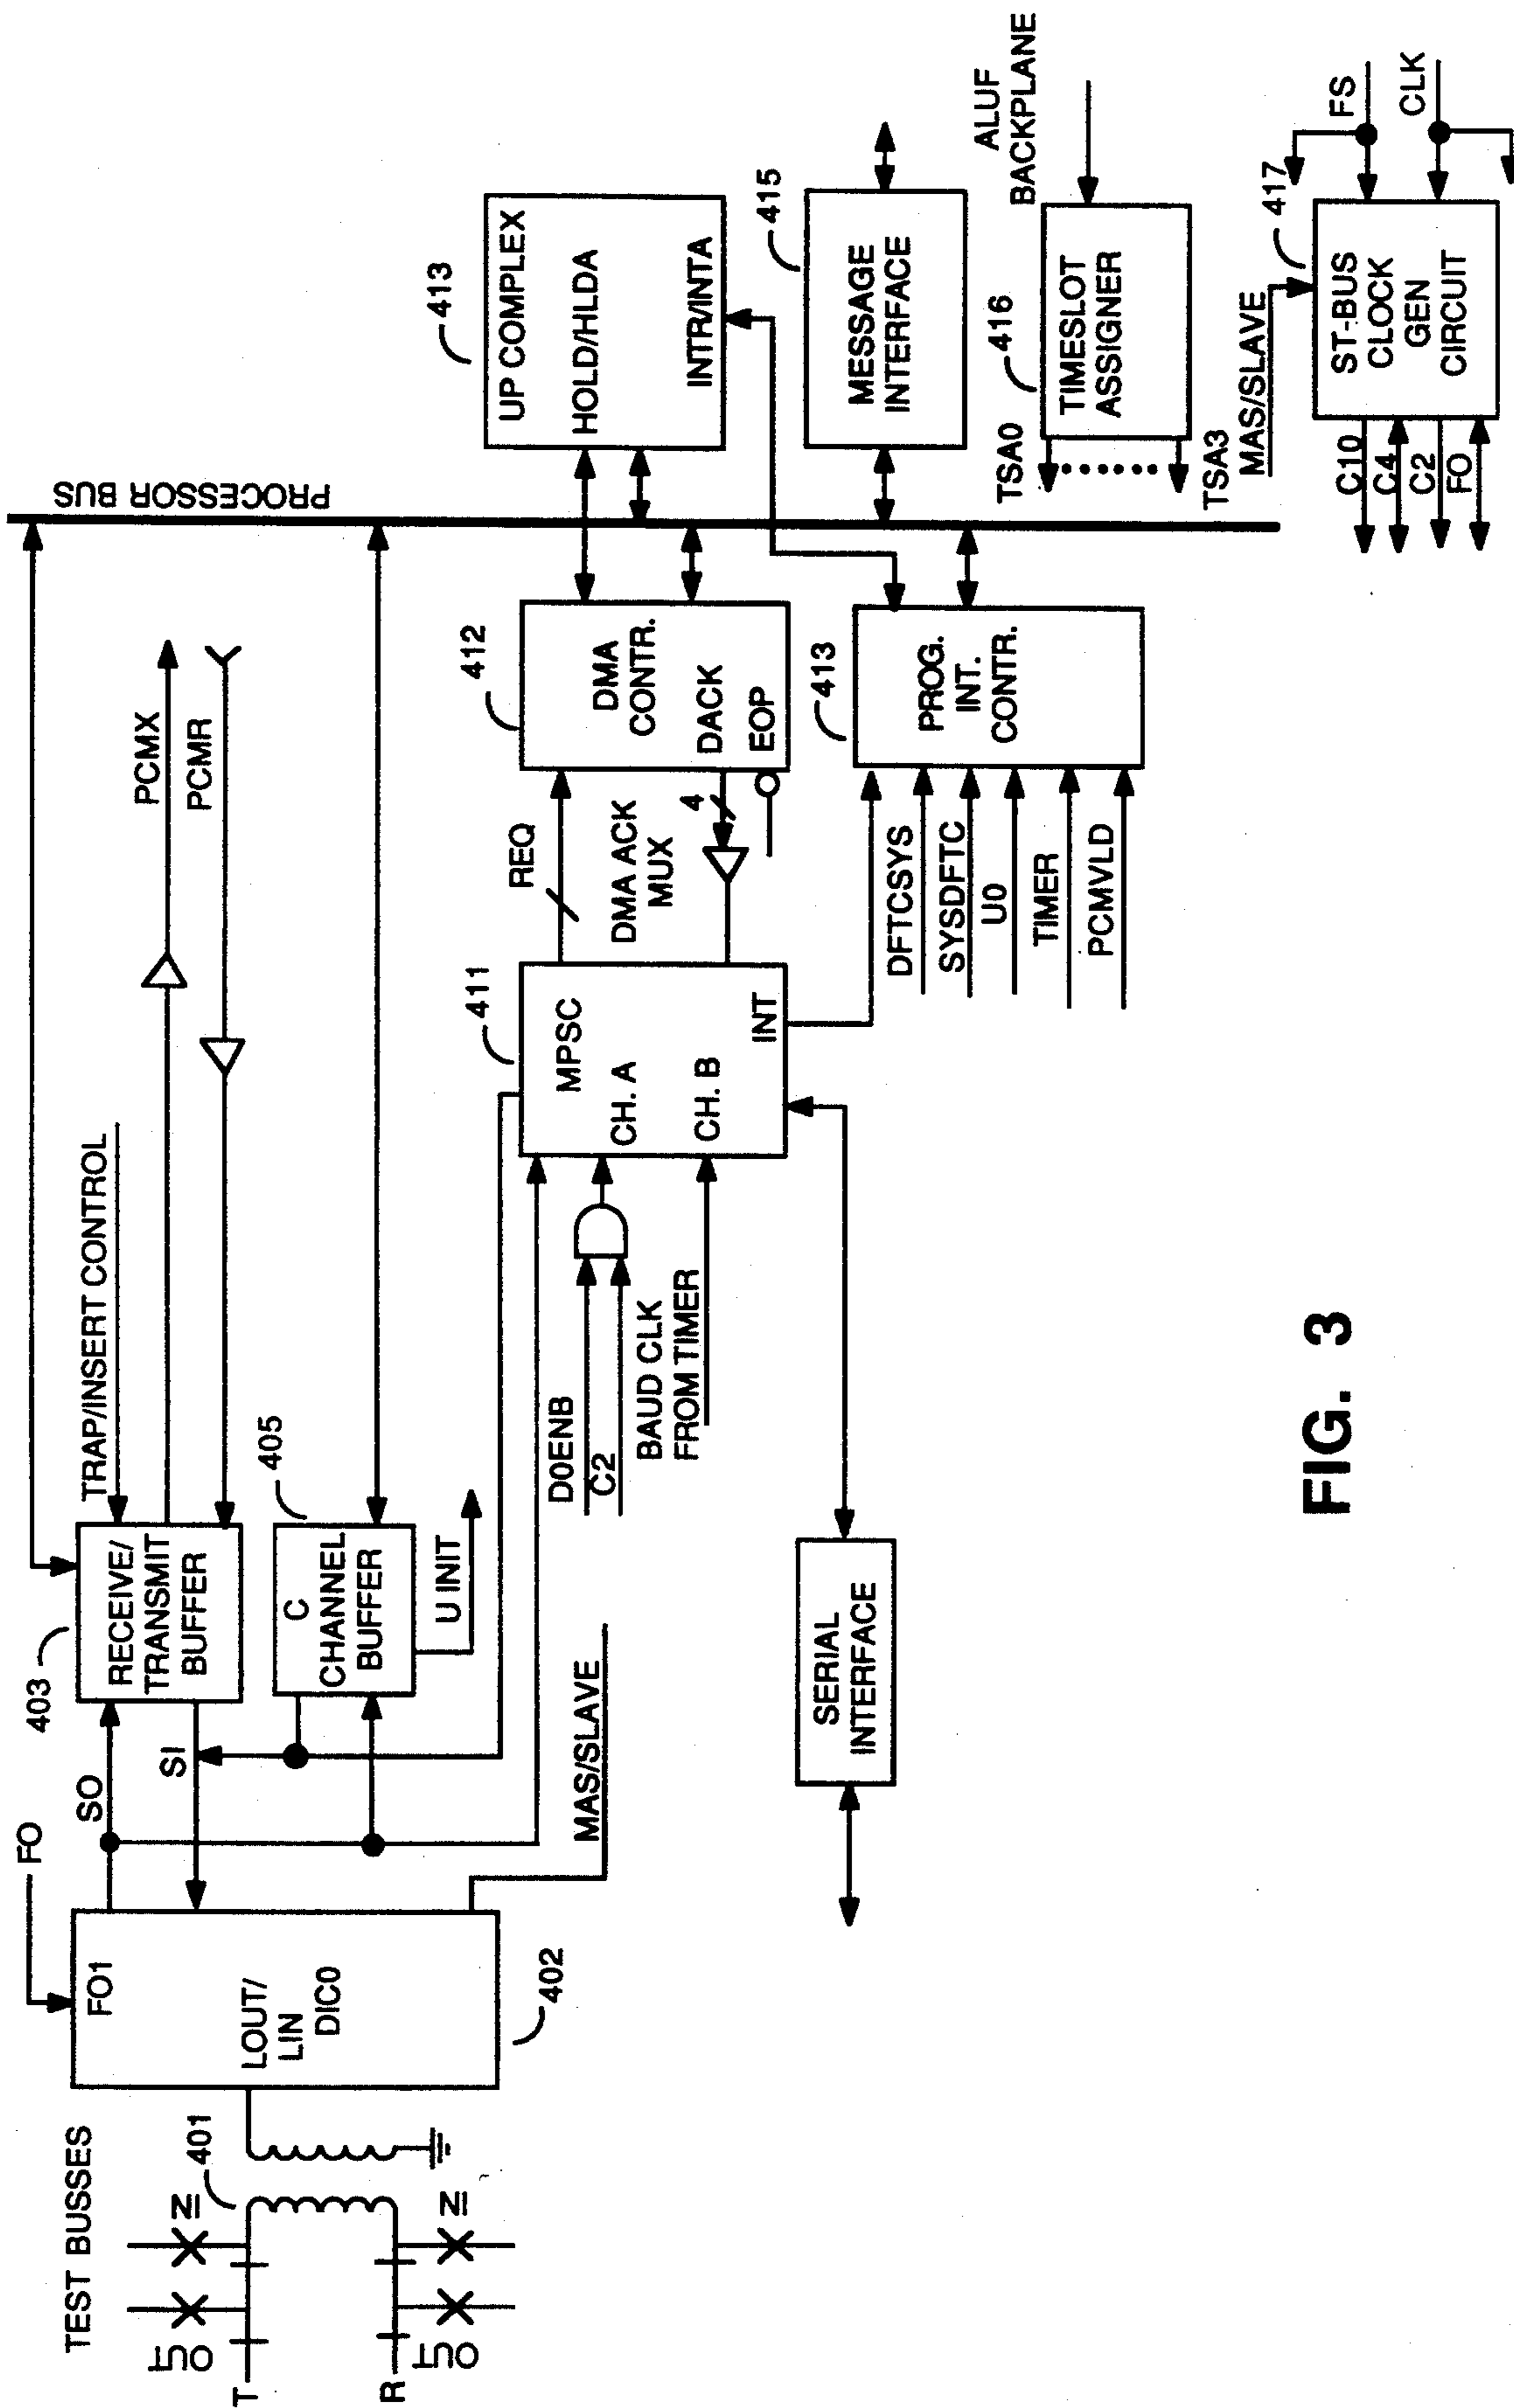 TEST BUSSES
T
R
TO
IN
TO
IN
401
FO
FO1
LOUT/
LIN
DIC0
402
SO
SI
MAS/SLAVE
403
RECEIVE/
TRANSMIT
BUFFER
TRAP/INSERT CONTROL
PCMX
PCMR
PROCESSOR BUS
C
CHANNEL
BUFFER
405
U INIT
D0ENB
C2
BAUD CLK
FROM TIMER
MPSC
CH. A
CH. B
INT
411
REQ
DMA ACK
MUX
4
412
DMA
CONTR.
DACK
EOP
413
UP COMPLEX
HOLD/HLDA
INTR/INTA
413
PROG.
INT.
CONTR.
DFTCSYS
SYSDFTC
U0
TIMER
PCMVLD
415
MESSAGE
INTERFACE
416
TIMESLOT
ASSIGNER
TSA0
TSA3
ALUF
BACKPLANE
417
MAS/SLAVE
ST-BUS
CLOCK
GEN
CIRCUIT
C10
C4
C2
FO
FS
CLK
SERIAL
INTERFACE
FIG. 3